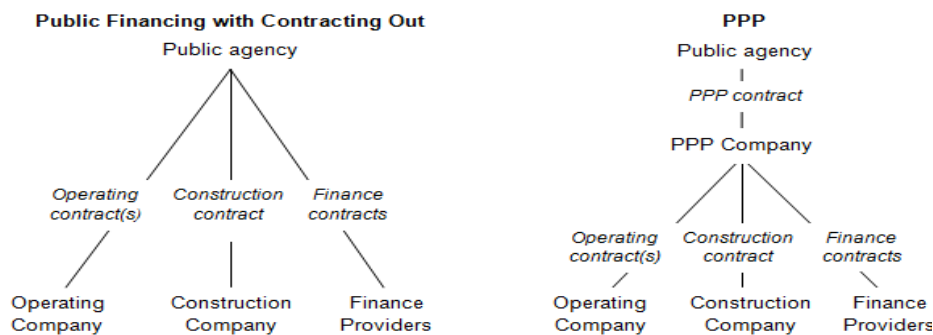 Public Financing with Contracting Out
Public agency
Operating
contract(s)
Construction
contract
Finance
contracts
Operating
Company
Construction
Company
Finance
Providers
PPP
Public agency
PPP contract
PPP Company
Operating
contract(s)
Construction
contract
Finance
contracts
Operating
Company
Construction
Company
Finance
Providers